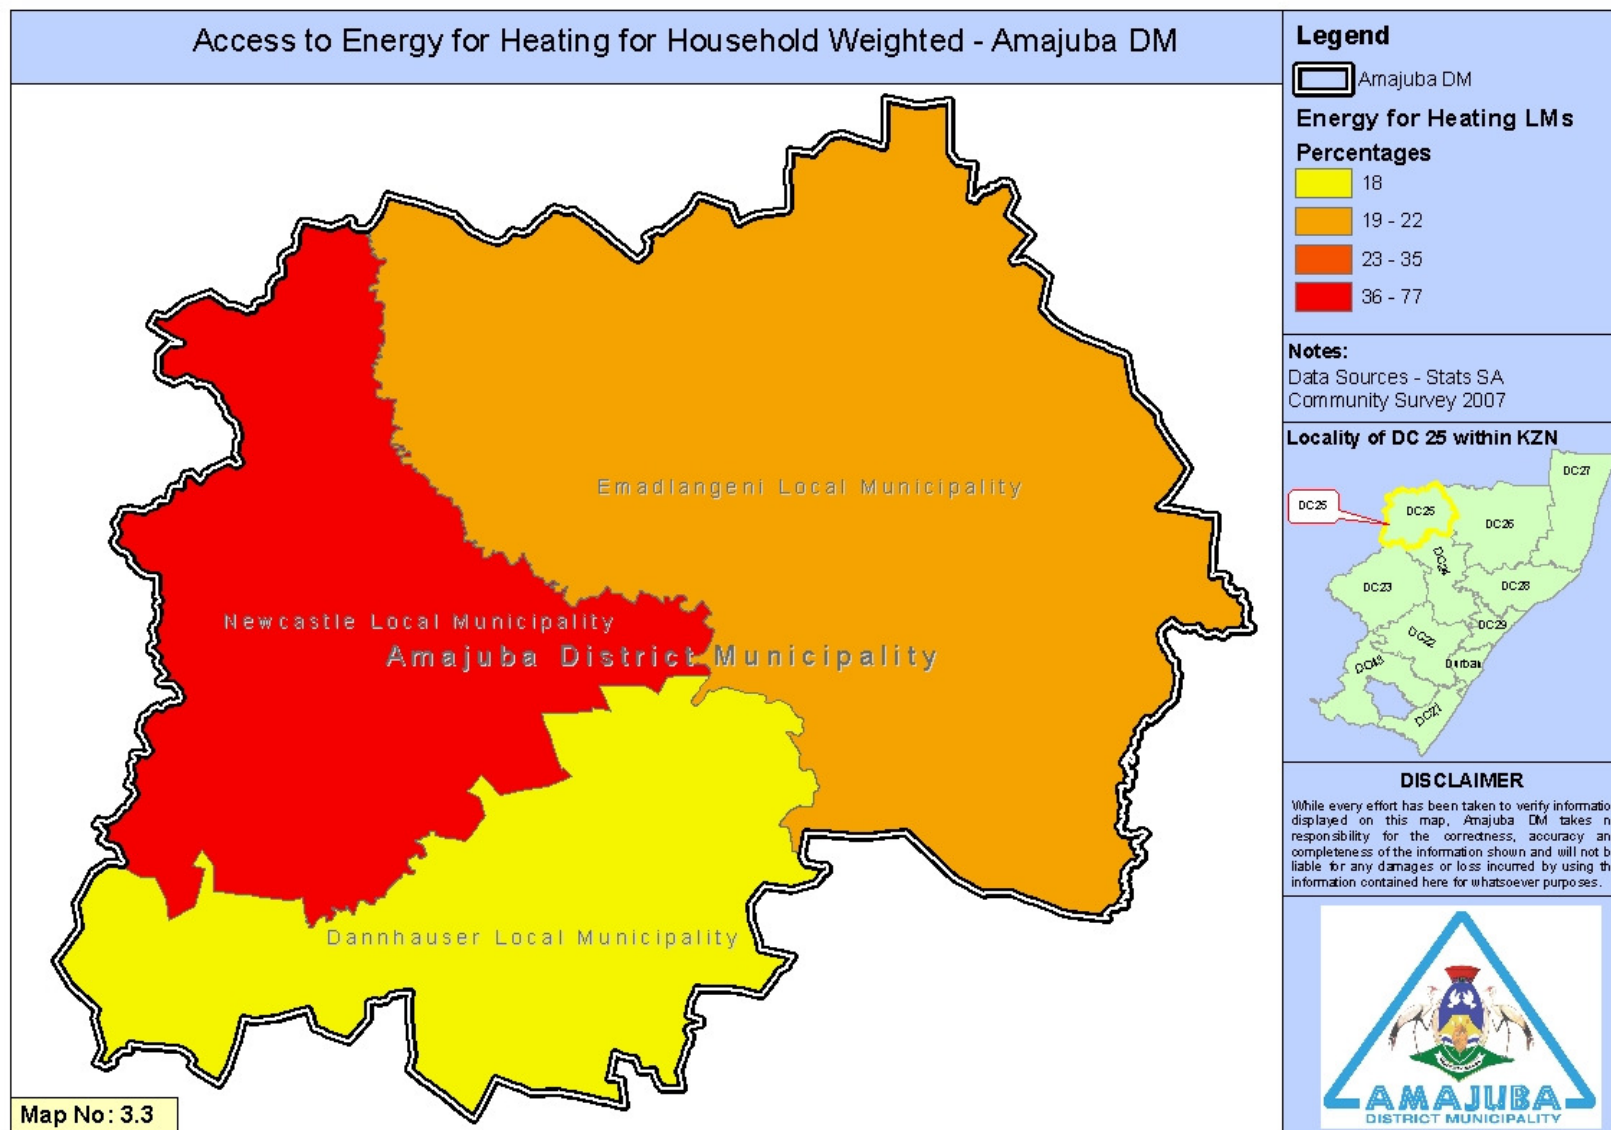 Access to Energy for Heating for Household Weighted - Amajuba DM
Emadlangeni Local Municipality
Newcastle Local Municipality
Amajuba District Municipality
Dannhauser Local Municipality
Map No: 3.3
Legend
Amajuba DM
Energy for Heating LMs
Percentages
18
19 - 22
23 - 35
36 - 77
Notes:
Data Sources - Stats SA
Community Survey 2007
Locality of DC 25 within KZN
DC27
DC25
DC25
DC26
DC24
DC23
DC28
DC29
DC22
Durban
DC43
DC21
DISCLAIMER
While every effort has been taken to verify informatio
displayed on this map, Amajuba DM takes n
responsibility for the correctness, accuracy an
completeness of the information shown and will not b
liable for any damages or loss incurred by using th
information contained here for whatsoever purposes.
AMAJUBA
DISTRICT MUNICIPALITY